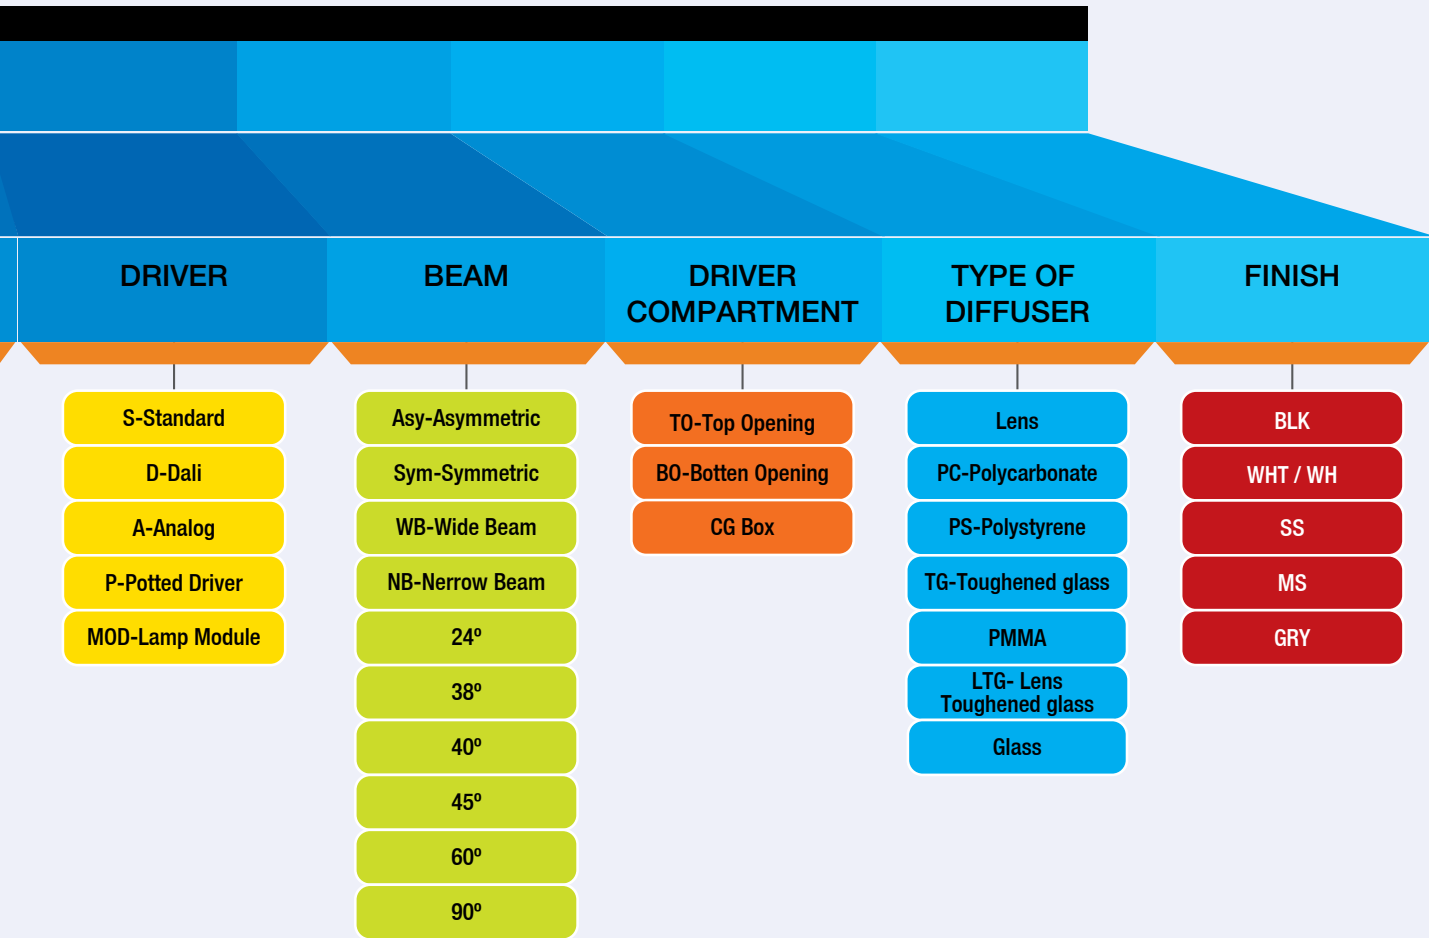 DRIVER
BEAM
DRIVER
COMPARTMENT
TYPE OF
DIFFUSER
FINISH
S-Standard
D-Dali
A-Analog
P-Potted Driver
MOD-Lamp Module
Asy-Asymmetric
Sym-Symmetric
WB-Wide Beam
NB-Nerrow Beam
24º
38º
40º
45º
60º
90º
TO-Top Opening
BO-Botten Opening
CG Box
Lens
PC-Polycarbonate
PS-Polystyrene
TG-Toughened glass
PMMA
LTG- Lens
Toughened glass
Glass
BLK
WHT / WH
SS
MS
GRY